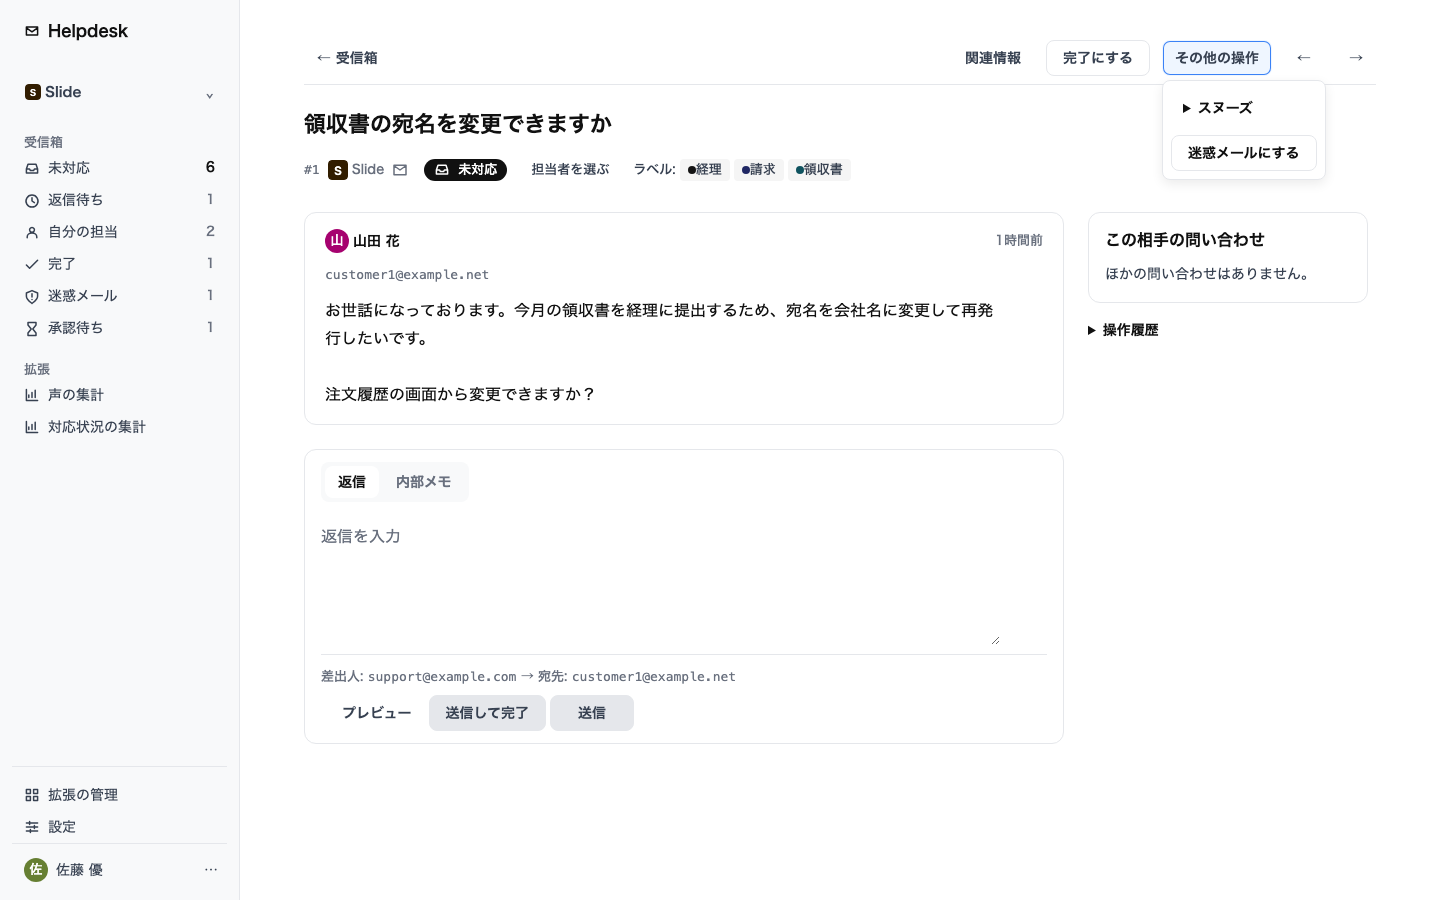 Helpdesk
S Slide
受信箱
未対応 6
返信待ち 1
自分の担当 2
完了 1
迷惑メール 1
承認待ち 1
拡張
声の集計
対応状況の集計
拡張の管理
設定
佐 佐藤 優 …
← 受信箱
関連情報
完了にする
その他の操作
← →
▶ スヌーズ
迷惑メールにする
領収書の宛名を変更できますか
#1 S Slide 未対応 担当者を選ぶ ラベル: 経理 請求 領収書
山 山田 花 1時間前
customer1@example.net
お世話になっております。今月の領収書を経理に提出するため、宛名を会社名に変更して再発
行したいです。
注文履歴の画面から変更できますか？
返信 内部メモ
返信を入力
差出人: support@example.com → 宛先: customer1@example.net
プレビュー 送信して完了 送信
この相手の問い合わせ
ほかの問い合わせはありません。
▶ 操作履歴